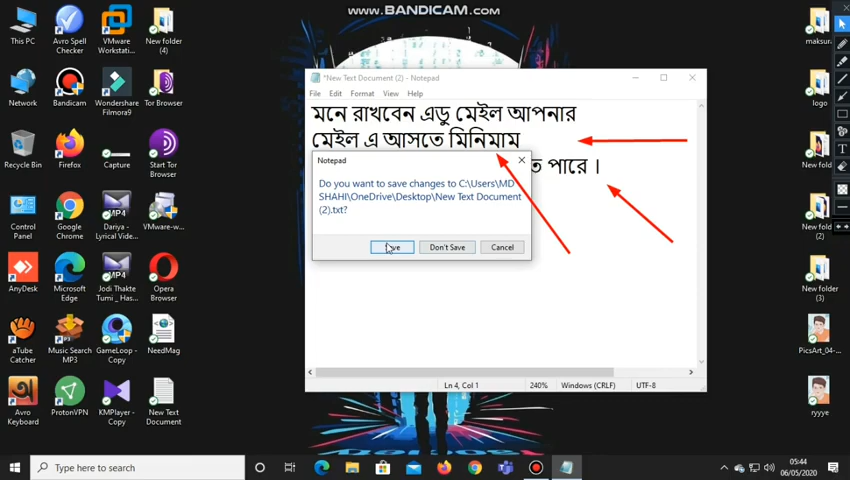 WWW.BANDICAM.COM
This PC
Avro Spell Checker
VMware Workstati...
New folder (4)
Network
Bandicam
Wondershare Filmora9
Tor Browser
Recycle Bin
Firefox
Capture
Start Tor Browser
Control Panel
Google Chrome
Dariya - Lyrical Video...
VMware-w...
AnyDesk
Microsoft Edge
Jodi Thakte Tumi _ Has...
Opera Browser
aTube Catcher
Music Search MP3
GameLoop - Copy
NeedMag
Avro Keyboard
ProtonVPN
KMPlayer - Copy
New Text Document
*New Text Document (2) - Notepad
File Edit Format View Help
মনে রাখবেন এডু মেইল আপনার
মেইল এ আসতে মিনিমাম
ত পারে ।
Notepad
Do you want to save changes to C:\Users\MD
SHAHI\OneDrive\Desktop\New Text Document
(2).txt?
Save Don't Save Cancel
Ln 4, Col 1 240% Windows (CRLF) UTF-8
maksura
logo
New folder
New folder (2)
New folder (3)
PicsArt_04-...
ryyye
Type here to search
05:44
06/05/2020